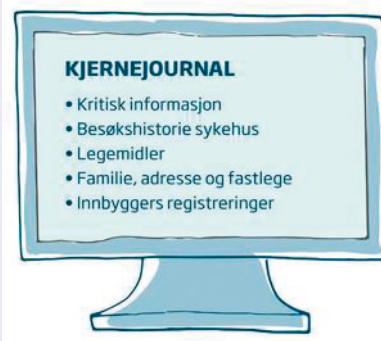 KJERNEJOURNAL
• Kritisk informasjon
• Besøkshistorie sykehus
• Legemidler
• Familie, adresse og fastlege
• Innbyggers registreringer